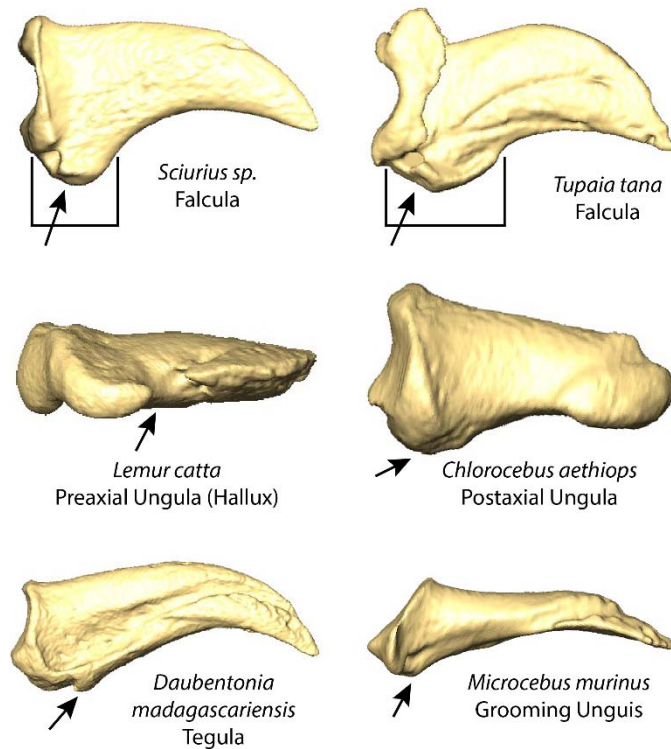 Sciurius sp.
Falcula
Tupaia tana
Falcula
Lemur catta
Preaxial Ungula (Hallux)
Chlorocebus aethiops
Postaxial Ungula
Daubentonia
madagascariensis
Tegula
Microcebus murinus
Grooming Unguis